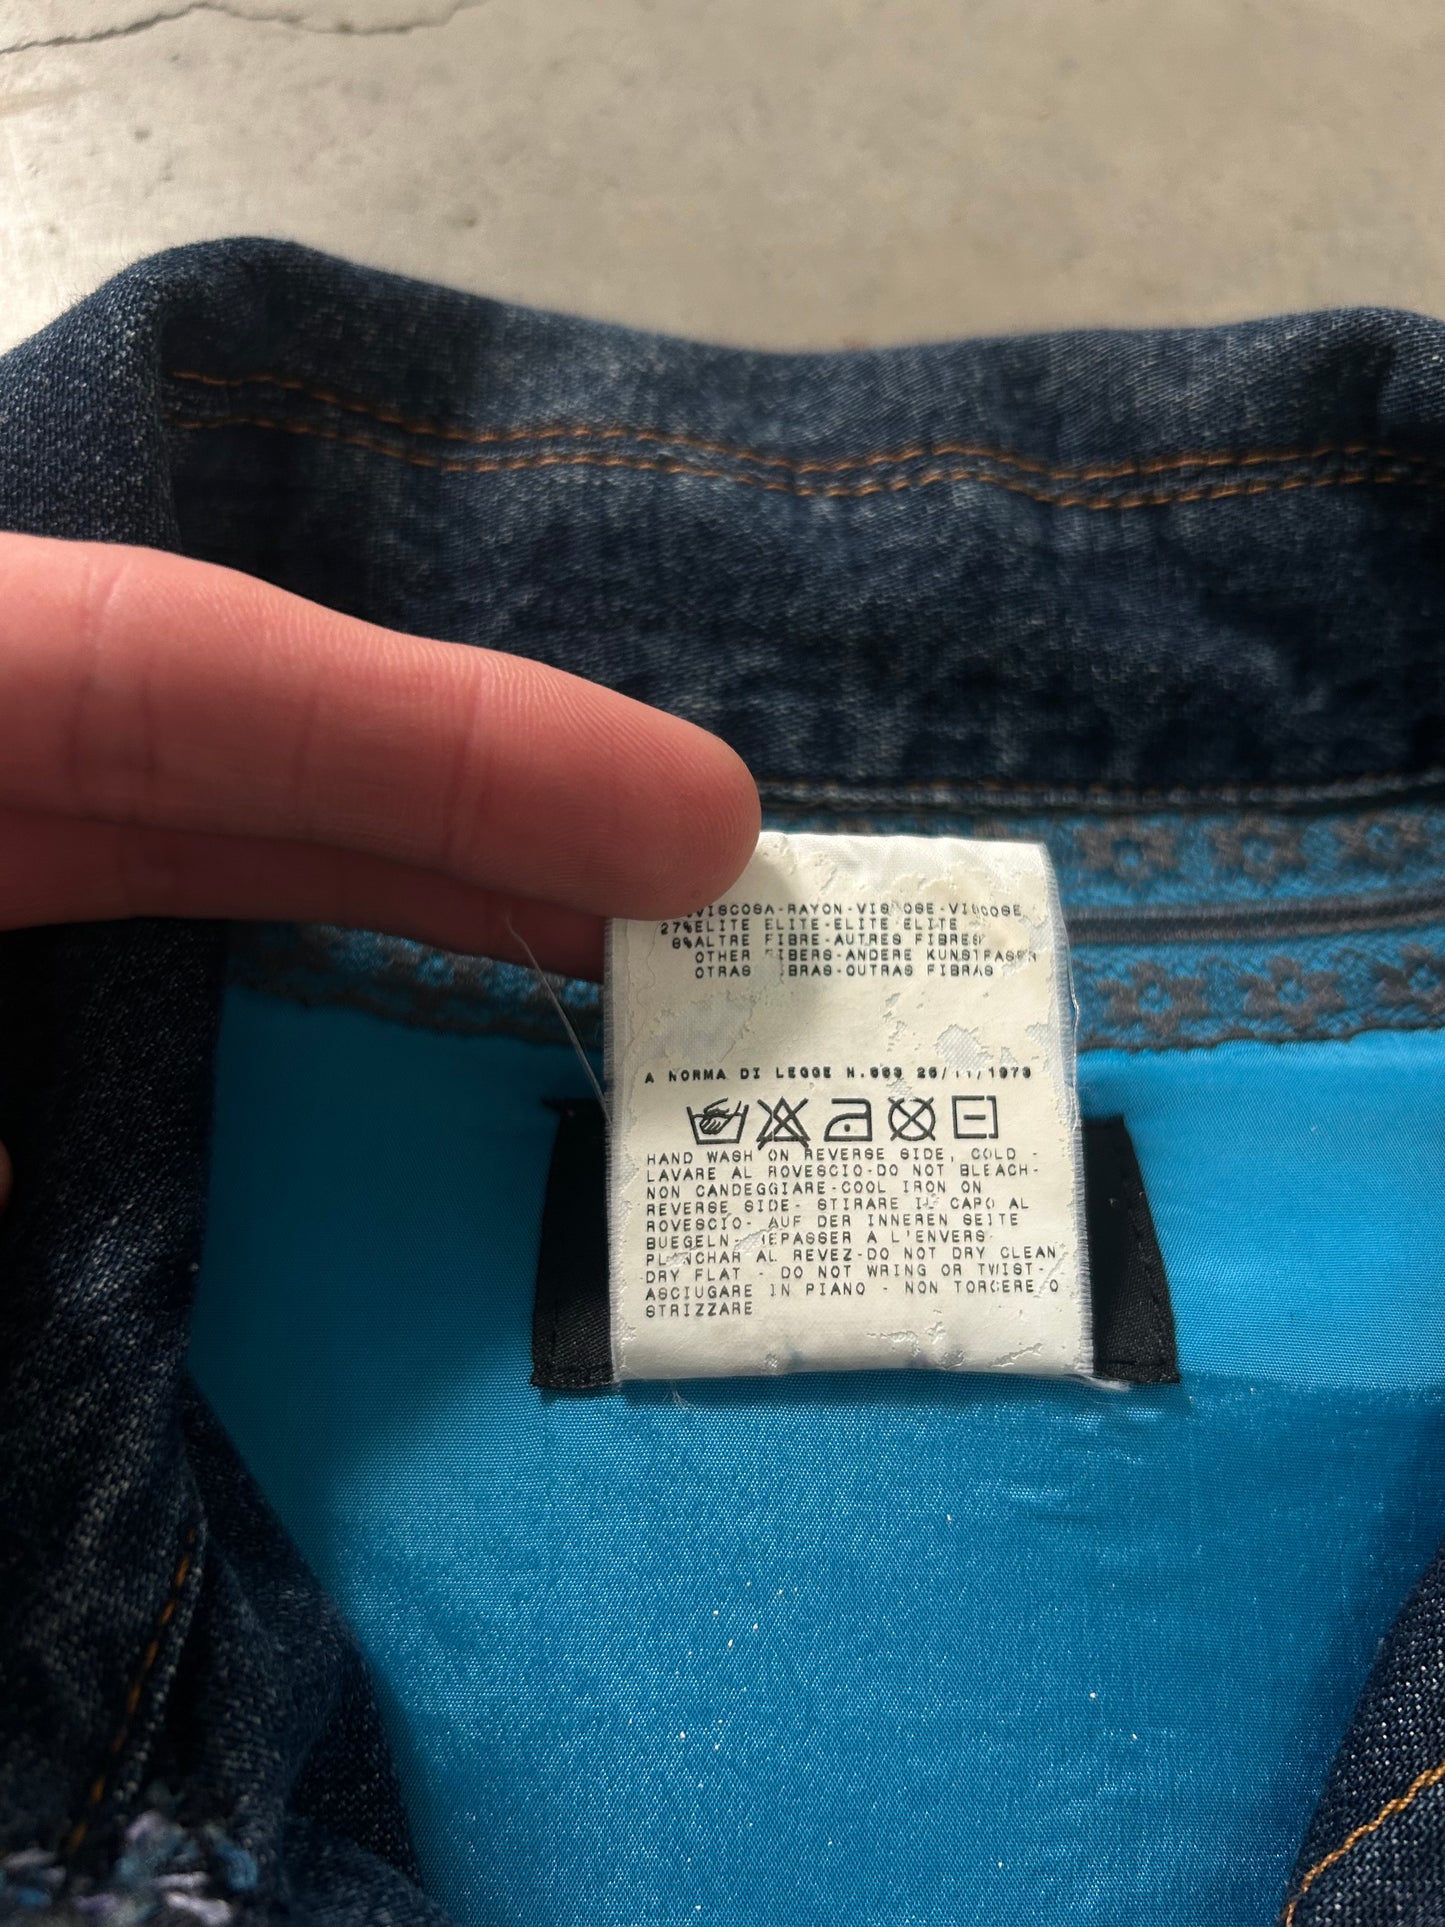 VISCOSA-RAYON-VISCOSE-VISCOSE
27%ELITE ELITE-ELITE ELITE
6%ALTRE FIBRE-AUTRES FIBRES
OTHER FIBERS-ANDERE KUNSTFASER
OTRAS FIBRAS-OUTRAS FIBRAS
A NORMA DI LEGGE N.883 26/11/1973
HAND WASH ON REVERSE SIDE, COLD -
LAVARE AL ROVESCIO-DO NOT BLEACH-
NON CANDEGGIARE-COOL IRON ON
REVERSE SIDE- STIRARE IL CAPO AL
ROVESCIO- AUF DER INNEREN SEITE
BUEGELN- REPASSER A L'ENVERS-
PLANCHAR AL REVEZ-DO NOT DRY CLEAN
DRY FLAT - DO NOT WRING OR TWIST-
ASCIUGARE IN PIANO - NON TORCERE O
STRIZZARE